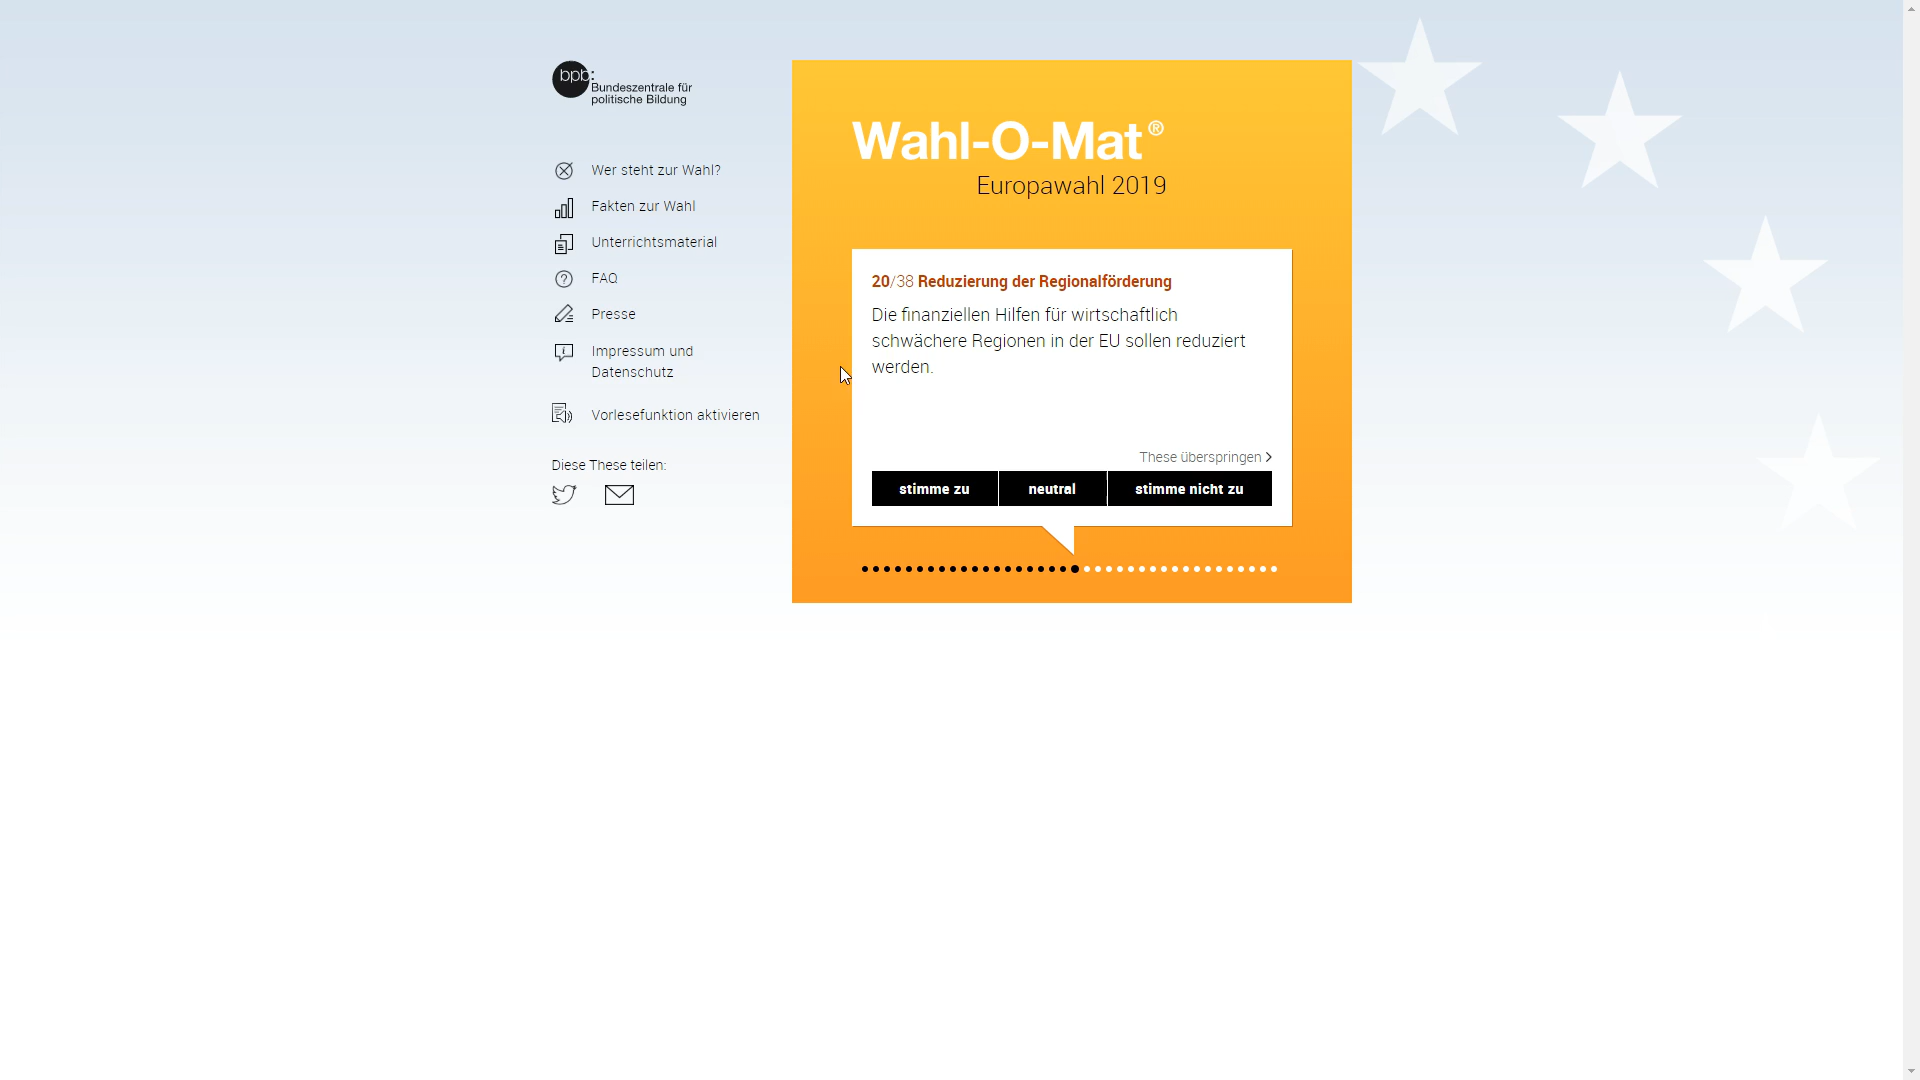 bpb:
Bundeszentrale für
politische Bildung
Wer steht zur Wahl?
Fakten zur Wahl
Unterrichtsmaterial
FAQ
Presse
Impressum und
Datenschutz
Vorlesefunktion aktivieren
Diese These teilen:
Wahl-O-Mat®
Europawahl 2019
20/38 Reduzierung der Regionalförderung
Die finanziellen Hilfen für wirtschaftlich
schwächere Regionen in der EU sollen reduziert
werden.
These überspringen
stimme zu
neutral
stimme nicht zu